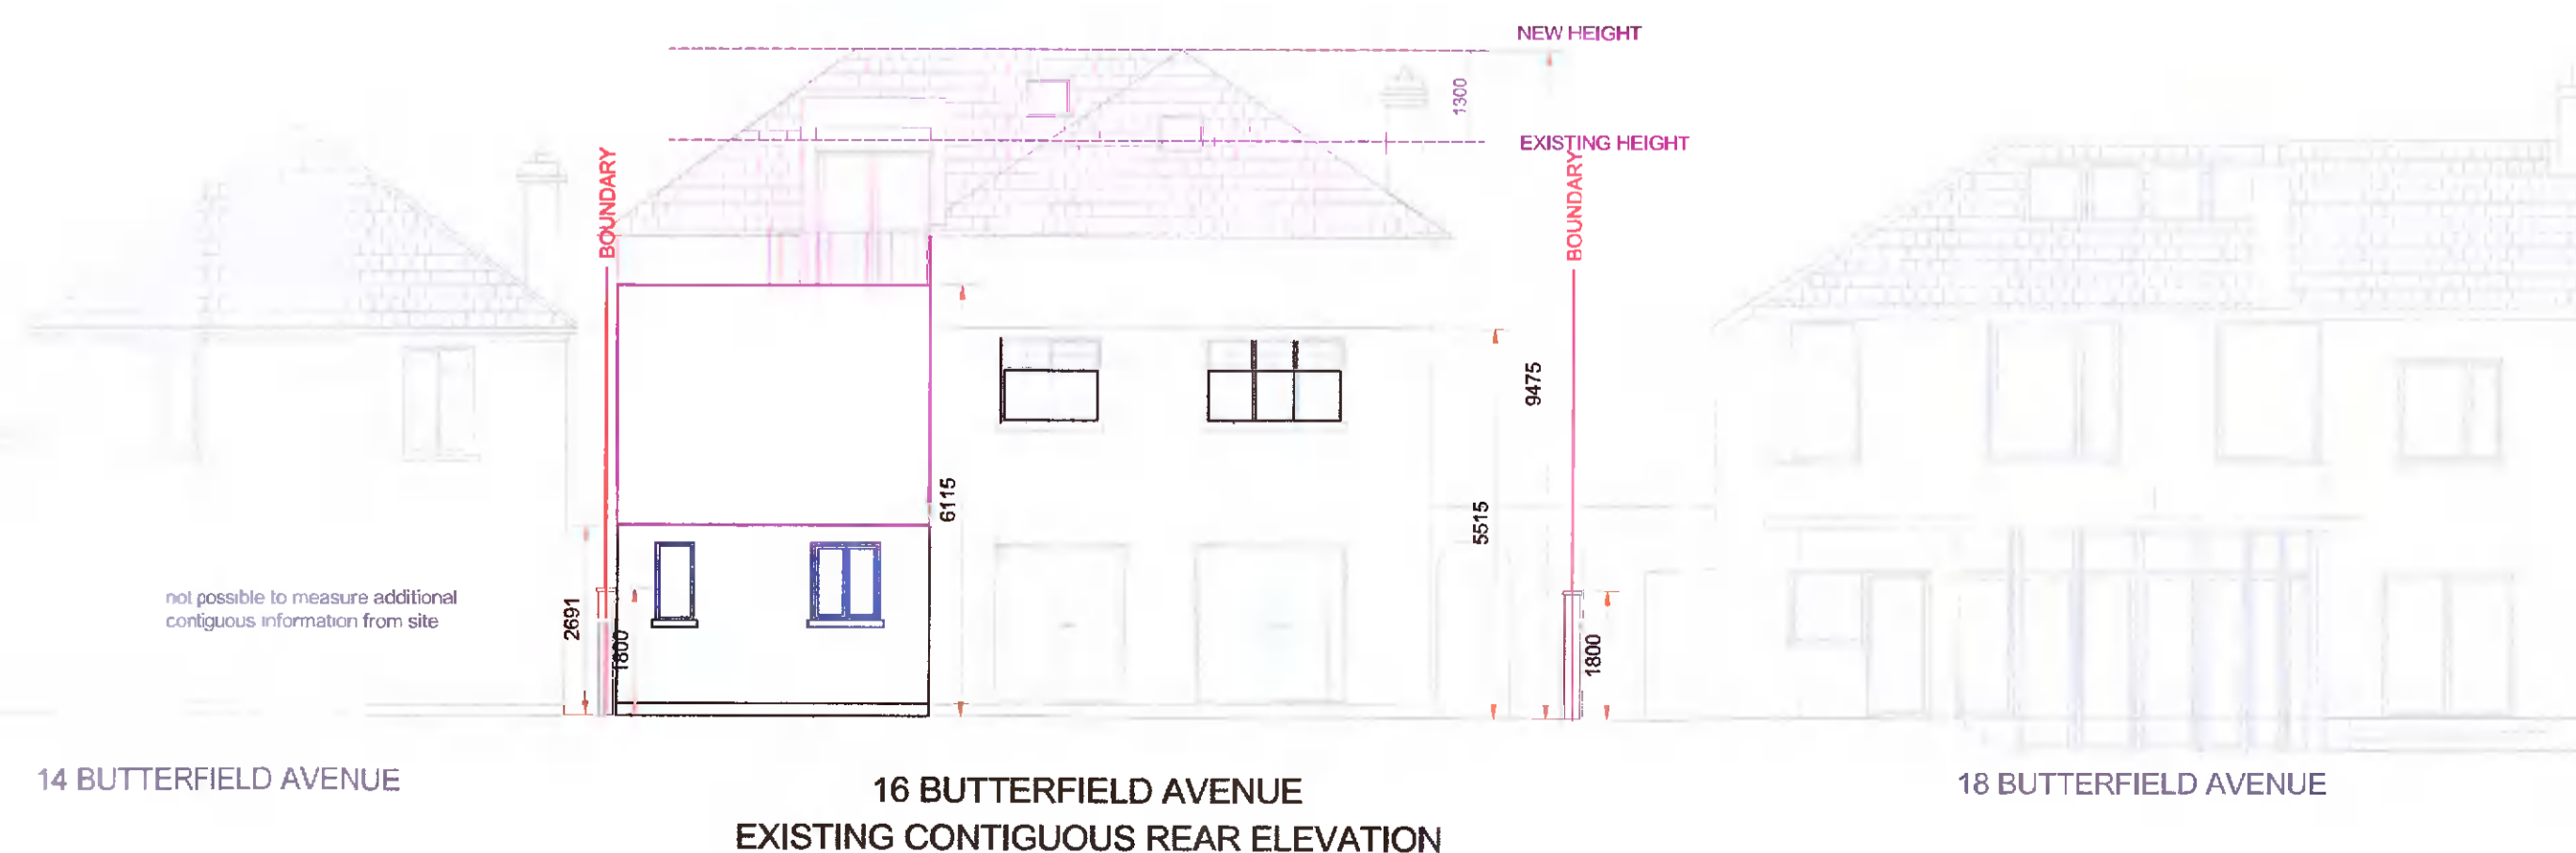 NEW HEIGHT
1300
EXISTING HEIGHT
BOUNDARY
BOUNDARY
9475
6115
5515
not possible to measure additional
contiguous information from site
2691
1800
1800
14 BUTTERFIELD AVENUE
16 BUTTERFIELD AVENUE
EXISTING CONTIGUOUS REAR ELEVATION
18 BUTTERFIELD AVENUE